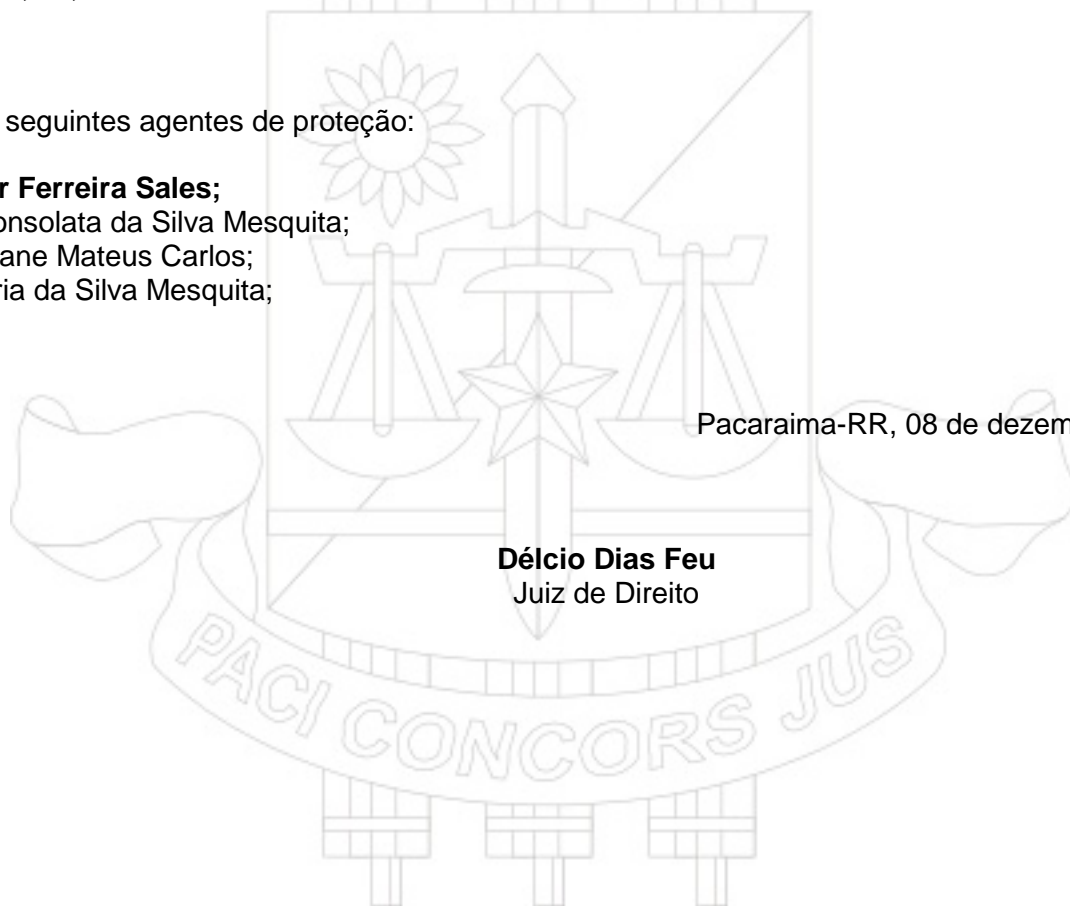 seguintes agentes de proteção:
r Ferreira Sales;
onsolata da Silva Mesquita;
ane Mateus Carlos;
ria da Silva Mesquita;
Pacaraima-RR, 08 de dezem
Délcio Dias Feu
Juiz de Direito
PACI CONCORS JUS